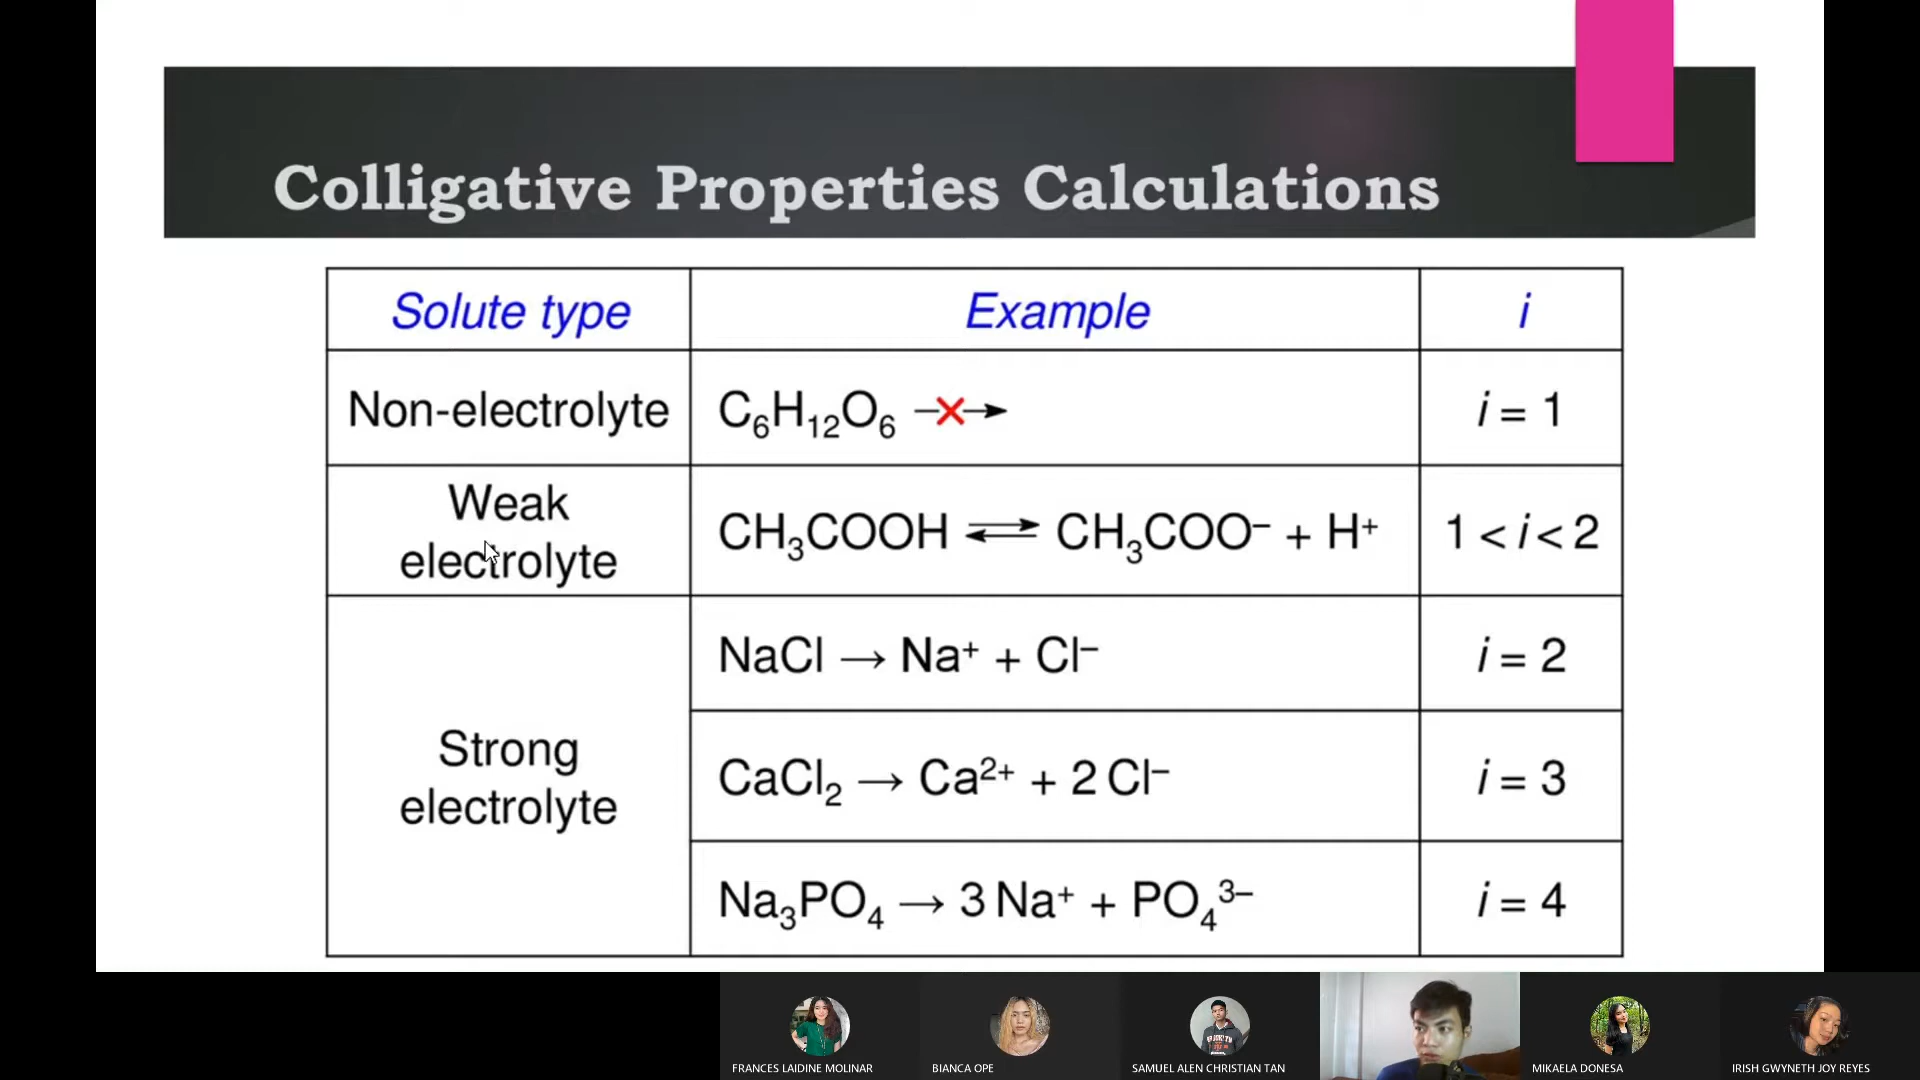 Colligative Properties Calculations
Solute type Example i
Non-electrolyte C₆H₁₂O₆ ✕→ i = 1
Weak
electrolyte
CH₃COOH ⇌ CH₃COO⁻ + H⁺ 1 < i < 2
Strong
electrolyte
NaCl → Na⁺ + Cl⁻ i = 2
CaCl₂ → Ca²⁺ + 2 Cl⁻ i = 3
Na₃PO₄ → 3 Na⁺ + PO₄³⁻ i = 4
FRANCES LAIDINE MOLINAR
BIANCA OPE
SAMUEL ALEN CHRISTIAN TAN
MIKAELA DONESA
IRISH GWYNETH JOY REYES